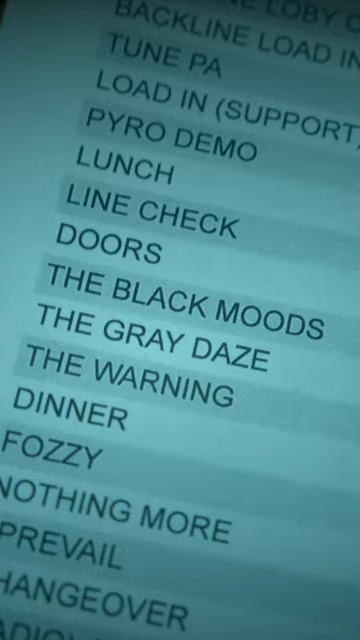 LOBY
BACKLINE LOAD IN
TUNE PA
LOAD IN (SUPPORT
PYRO DEMO
LUNCH
LINE CHECK
DOORS
THE BLACK MOODS
THE GRAY DAZE
THE WARNING
DINNER
FOZZY
NOTHING MORE
PREVAIL
HANGEOVER